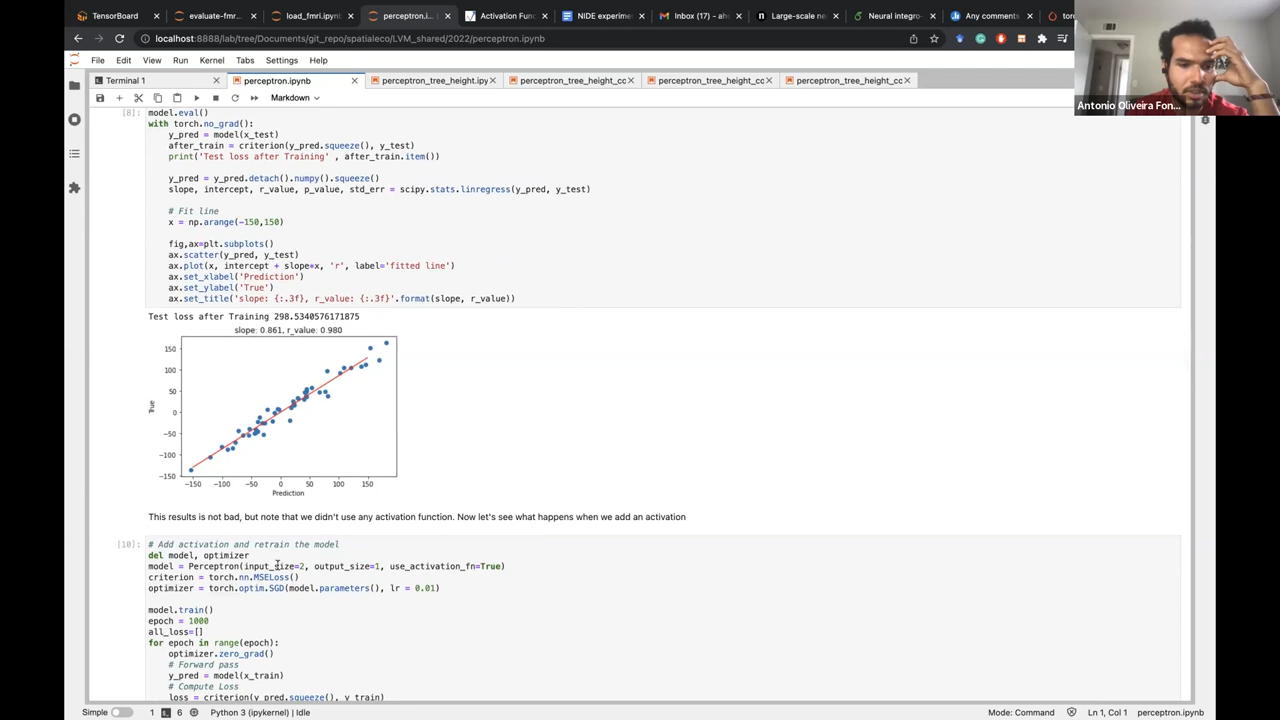 TensorBoard
evaluate-fmr...
load_fmri.ipynb
perceptron.i...
Activation Func
NIDE experime
Inbox (17) - ah
Large-scale ne
Neural integro-
Any comments
localhost:8888/lab/tree/Documents/git_repo/spatialeco/LVM_shared/2022/perceptron.ipynb
Antonio Oliveira Fon...
File Edit View Run Kernel Tabs Settings Help
Terminal 1
perceptron.ipynb
perceptron_tree_height.ipy
perceptron_tree_height_cc
perceptron_tree_height_cc
perceptron_tree_height_cc
Markdown
[8]:
model.eval()
with torch.no_grad():
y_pred = model(x_test)
after_train = criterion(y_pred.squeeze(), y_test)
print('Test loss after Training' , after_train.item())
y_pred = y_pred.detach().numpy().squeeze()
slope, intercept, r_value, p_value, std_err = scipy.stats.linregress(y_pred, y_test)
# Fit line
x = np.arange(-150,150)
fig,ax=plt.subplots()
ax.scatter(y_pred, y_test)
ax.plot(x, intercept + slope*x, 'r', label='fitted line')
ax.set_xlabel('Prediction')
ax.set_ylabel('True')
ax.set_title('slope: {:.3f}, r_value: {:.3f}'.format(slope, r_value))
Test loss after Training 298.5340576171875
slope: 0.861, r_value: 0.980
150
100
50
0
−50
−100
−150
True
−150 −100 −50 0 50 100 150
Prediction
This results is not bad, but note that we didn't use any activation function. Now let's see what happens when we add an activation
[10]:
# Add activation and retrain the model
del model, optimizer
model = Perceptron(input_size=2, output_size=1, use_activation_fn=True)
criterion = torch.nn.MSELoss()
optimizer = torch.optim.SGD(model.parameters(), lr = 0.01)
model.train()
epoch = 1000
all_loss=[]
for epoch in range(epoch):
optimizer.zero_grad()
# Forward pass
y_pred = model(x_train)
# Compute Loss
loss = criterion(y_pred.squeeze(), y_train)
Simple 1 6 Python 3 (ipykernel) | Idle
Mode: Command Ln 1, Col 1 perceptron.ipynb